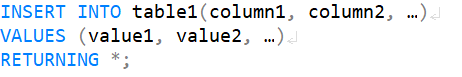 INSERT INTO table1(column1, column2, …)
VALUES (value1, value2, …)
RETURNING *;